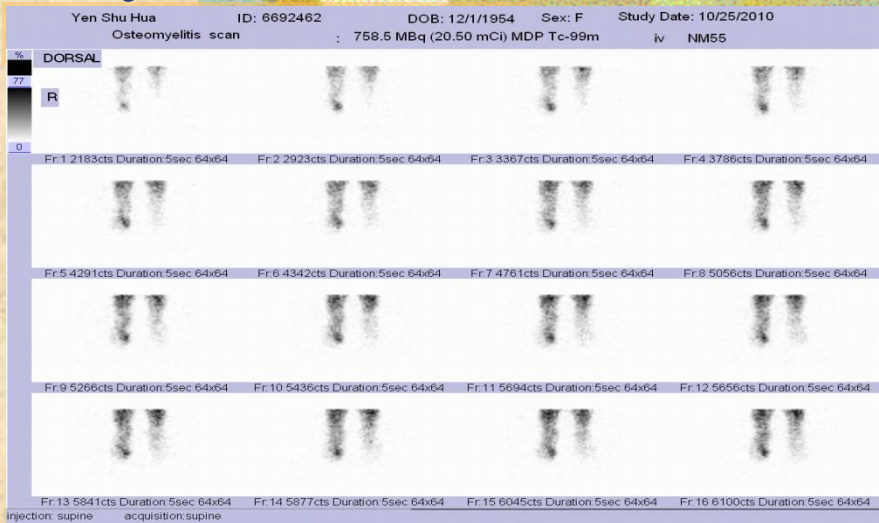 Yen Shu Hua ID: 6692462 DOB: 12/1/1954 Sex: F Study Date: 10/25/2010
Osteomyelitis scan : 758.5 MBq (20.50 mCi) MDP Tc-99m iv NM55
% DORSAL
77
R
0
Fr:1 2183cts Duration:5sec 64x64 Fr:2 2923cts Duration:5sec 64x64 Fr:3 3367cts Duration:5sec 64x64 Fr:4 3786cts Duration:5sec 64x64
Fr:5 4291cts Duration:5sec 64x64 Fr:6 4342cts Duration:5sec 64x64 Fr:7 4761cts Duration:5sec 64x64 Fr:8 5056cts Duration:5sec 64x64
Fr:9 5266cts Duration:5sec 64x64 Fr:10 5436cts Duration:5sec 64x64 Fr:11 5694cts Duration:5sec 64x64 Fr:12 5656cts Duration:5sec 64x64
Fr:13 5841cts Duration:5sec 64x64 Fr:14 5877cts Duration:5sec 64x64 Fr:15 6045cts Duration:5sec 64x64 Fr:16 6100cts Duration:5sec 64x64
injection: supine acquisition:supine